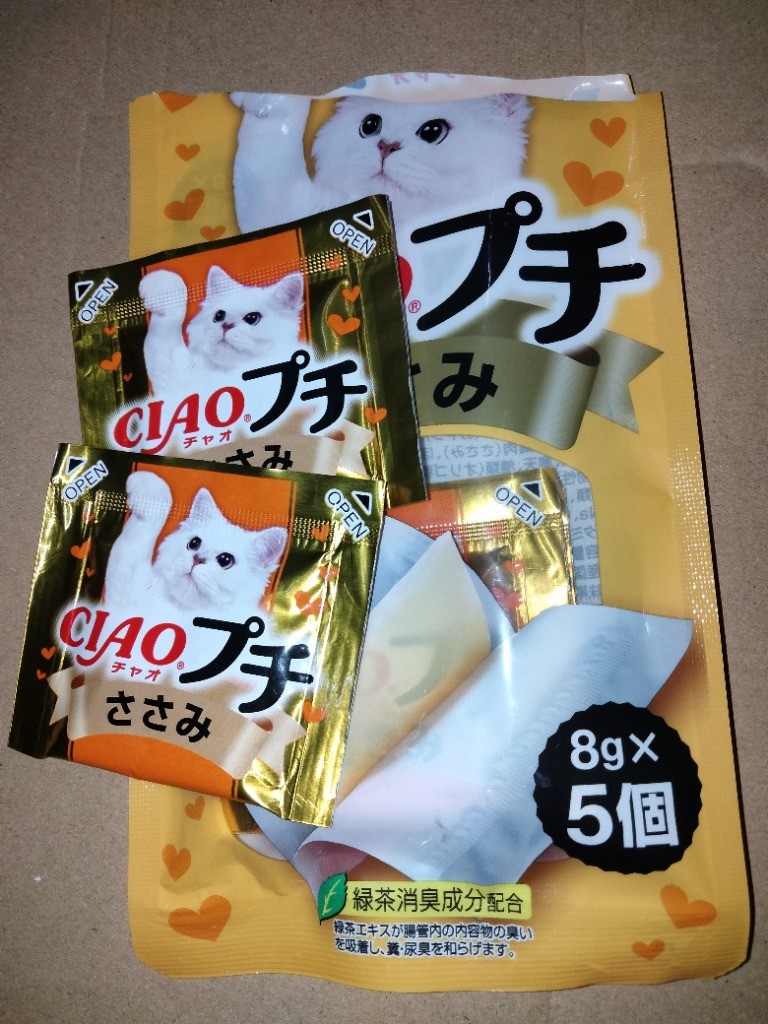 プチ
®
み
OPEN
OPEN
CIAO®プチ
チャオ
ささみ
OPEN
OPEN
CIAO®プチ
チャオ
ささみ
OPEN
8g×
5個
緑茶消臭成分配合
緑茶エキスが腸管内の内容物の臭い
を吸着し、糞・尿臭を和らげます。